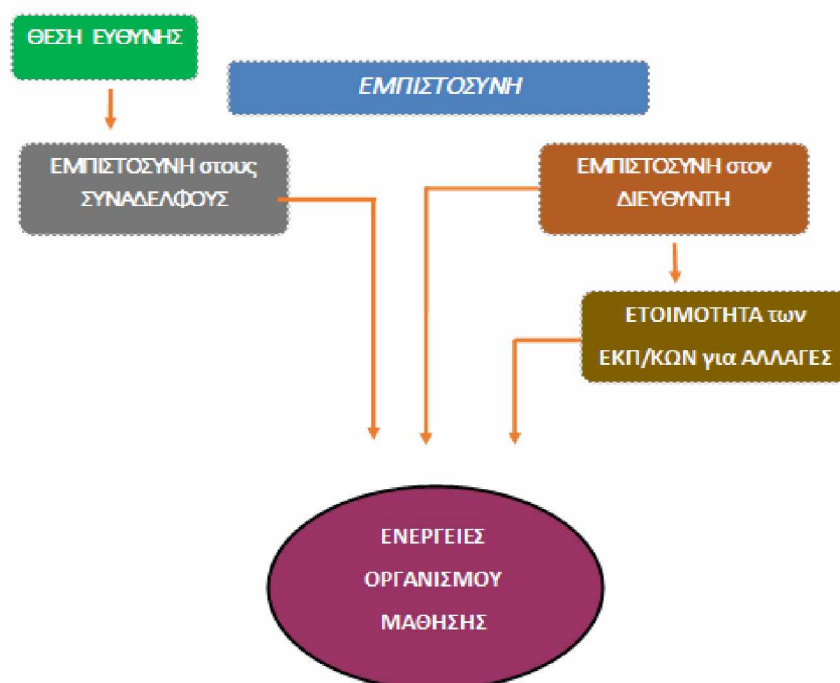 ΘΕΣΗ ΕΥΘΥΝΗΣ
ΕΜΠΙΣΤΟΣΥΝΗ
ΕΜΠΙΣΤΟΣΥΝΗ στους
ΣΥΝΑΔΕΛΦΟΥΣ
ΕΜΠΙΣΤΟΣΥΝΗ στον
ΔΙΕΥΘΥΝΤΗ
ΕΤΟΙΜΟΤΗΤΑ των
ΕΚΠ/ΚΩΝ για ΑΛΛΑΓΕΣ
ΕΝΕΡΓΕΙΕΣ
ΟΡΓΑΝΙΣΜΟΥ
ΜΑΘΗΣΗΣ